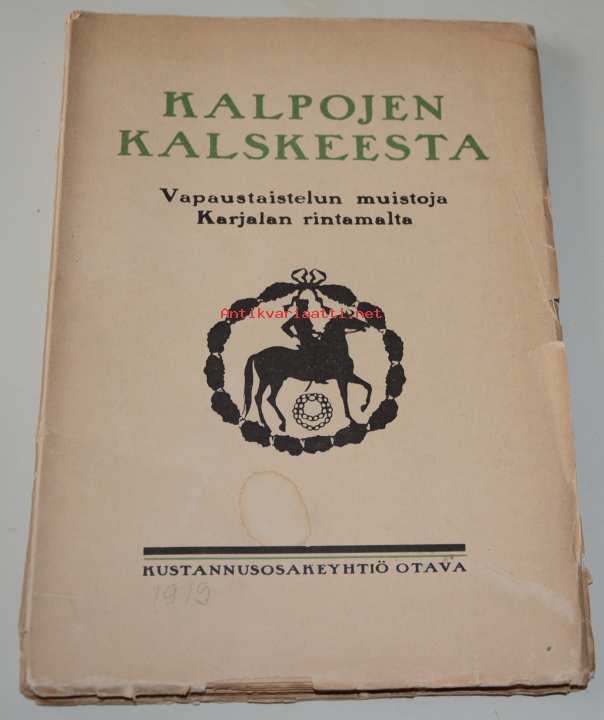 KALPOJEN
KALSKEESTA
Vapaustaistelun muistoja
Karjalan rintamalta
Antikvariaatti.net
KUSTANNUSOSAKEYHTIÖ OTAVA
1919